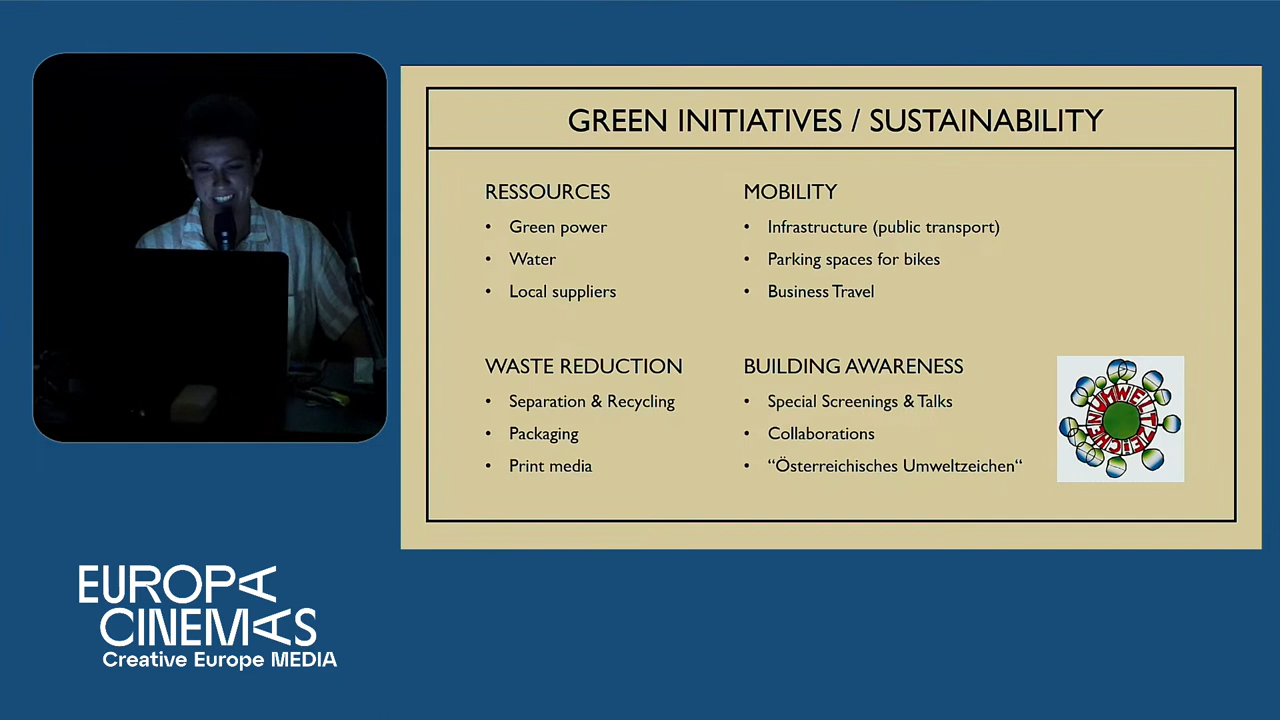 GREEN INITIATIVES / SUSTAINABILITY
RESSOURCES
• Green power
• Water
• Local suppliers
MOBILITY
• Infrastructure (public transport)
• Parking spaces for bikes
• Business Travel
WASTE REDUCTION
• Separation & Recycling
• Packaging
• Print media
BUILDING AWARENESS
• Special Screenings & Talks
• Collaborations
• “Österreichisches Umweltzeichen“
UMWELTZEICHEN
EUROPA
CINEMAS
Creative Europe MEDIA